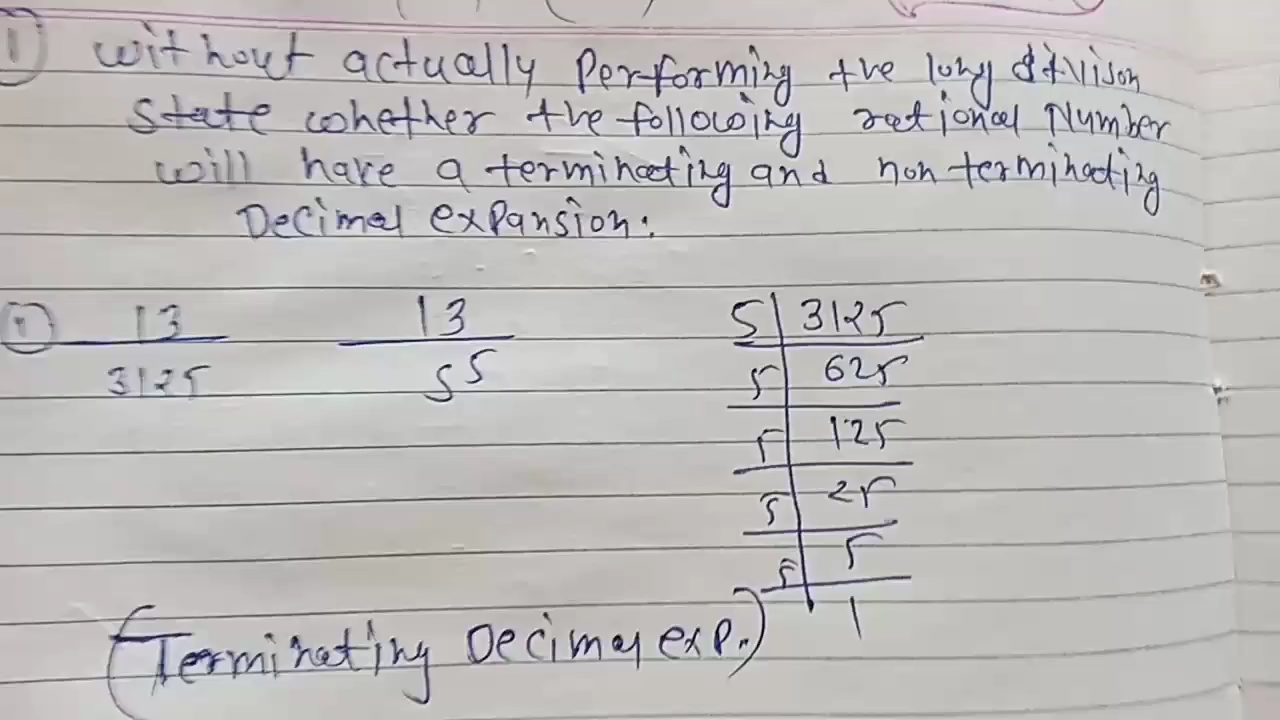 1 without actually performing the long divison
state whether the following rational Number
will have a terminating and non terminating
Decimal expansion.
13 13 5 3125
3125 5^5 5 625
5 125
5 25
5 5
1
(Terminating Decimal exp.)